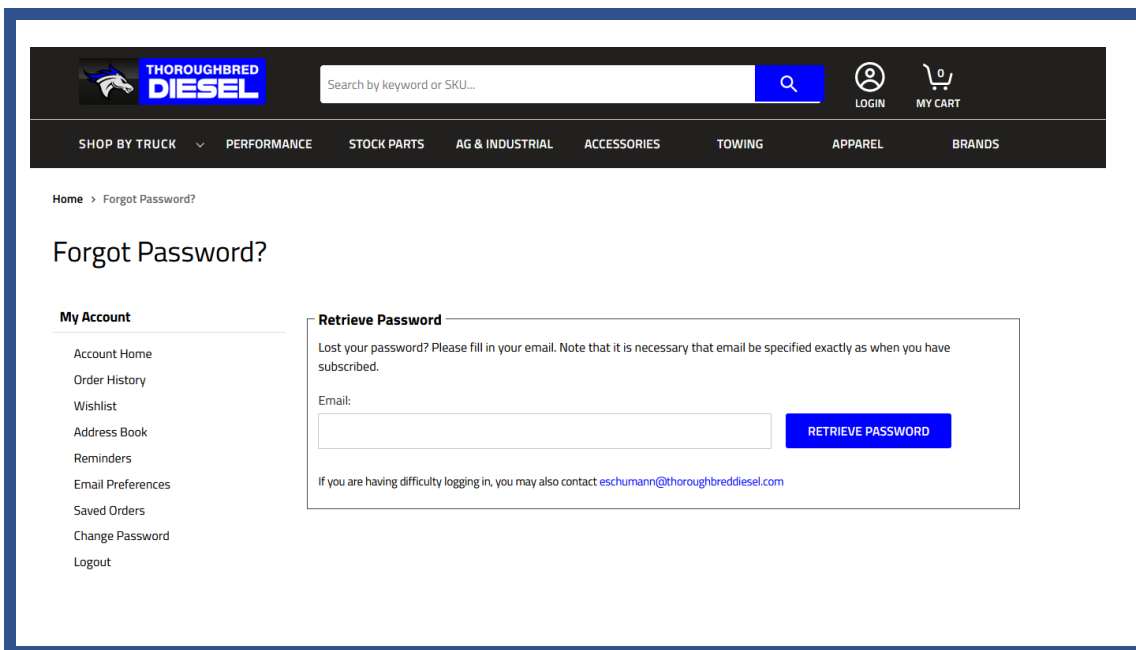 THOROUGHBRED
DIESEL
Search by keyword or SKU...
LOGIN
0
MY CART
SHOP BY TRUCK PERFORMANCE STOCK PARTS AG & INDUSTRIAL ACCESSORIES TOWING APPAREL BRANDS
Home > Forgot Password?
Forgot Password?
My Account
Account Home
Order History
Wishlist
Address Book
Reminders
Email Preferences
Saved Orders
Change Password
Logout
Retrieve Password
Lost your password? Please fill in your email. Note that it is necessary that email be specified exactly as when you have
subscribed.
Email:
RETRIEVE PASSWORD
If you are having difficulty logging in, you may also contact eschumann@thoroughbreddiesel.com